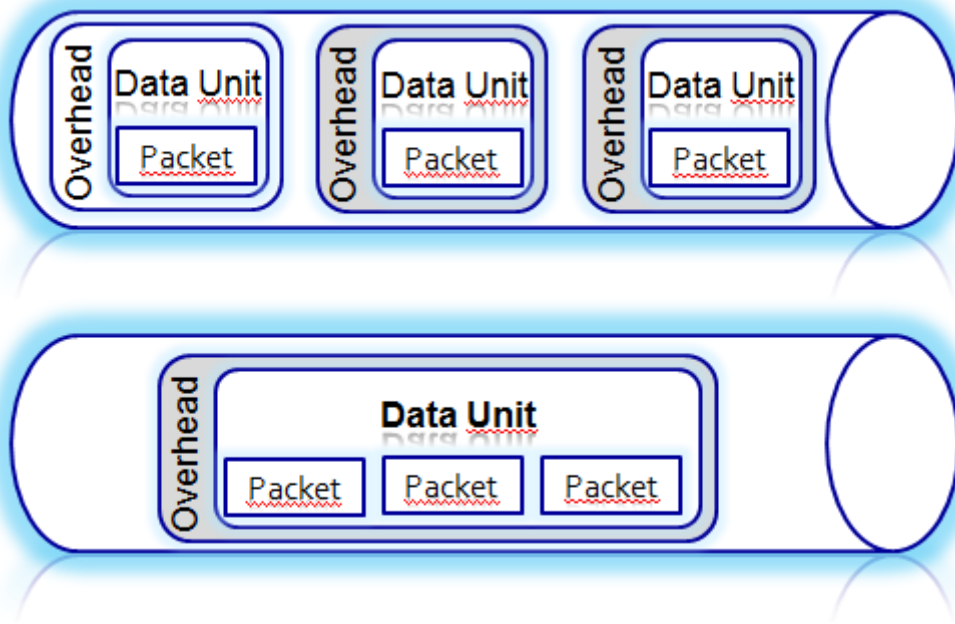 Overhead
Data Unit
Packet
Overhead
Data Unit
Packet
Overhead
Data Unit
Packet
Overhead
Data Unit
Packet
Packet
Packet